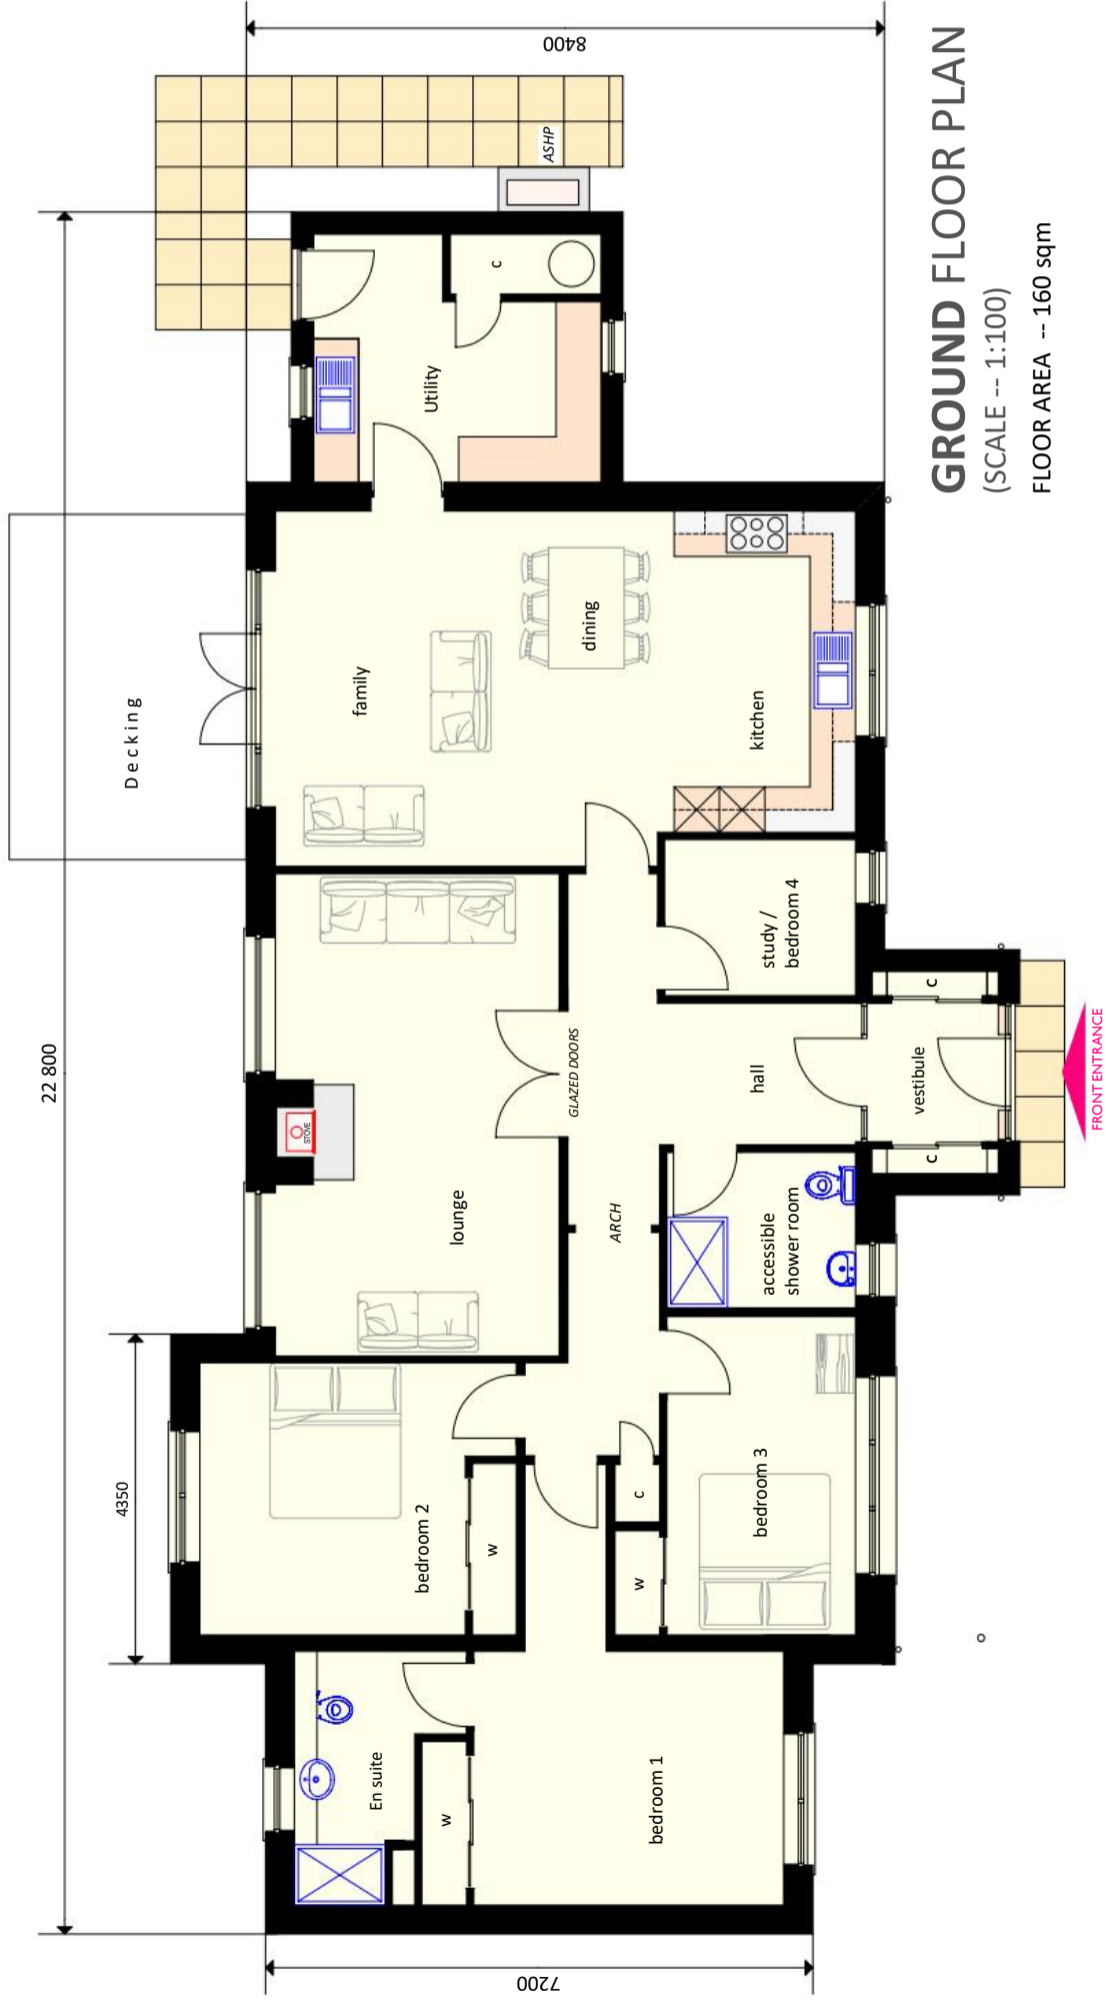 GROUND FLOOR PLAN
(SCALE -- 1:100)
FLOOR AREA -- 160 sqm
22 800
4350
7200
8400
Decking
ASHP
Utility
c
family
dining
kitchen
lounge
STOVE
GLAZED DOORS
ARCH
study /
bedroom 4
hall
vestibule
c
c
FRONT ENTRANCE
accessible
shower room
bedroom 2
w
c
w
bedroom 3
En suite
w
bedroom 1